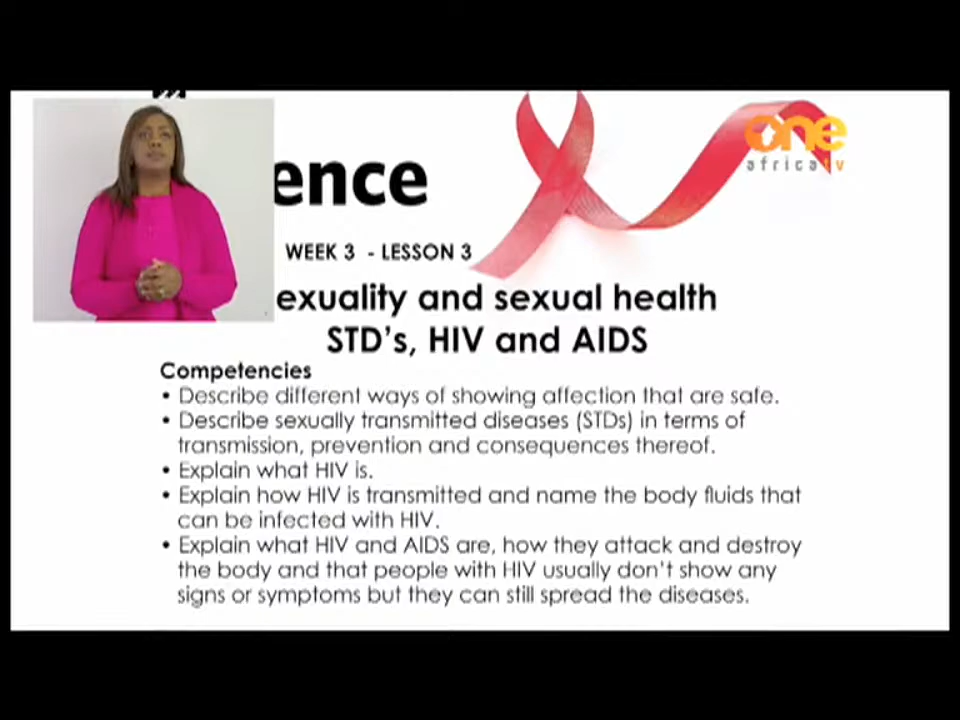 one
africa tv
ence
WEEK 3 - LESSON 3
exuality and sexual health
STD's, HIV and AIDS
Competencies
• Describe different ways of showing affection that are safe.
• Describe sexually transmitted diseases (STDs) in terms of
transmission, prevention and consequences thereof.
• Explain what HIV is.
• Explain how HIV is transmitted and name the body fluids that
can be infected with HIV.
• Explain what HIV and AIDS are, how they attack and destroy
the body and that people with HIV usually don't show any
signs or symptoms but they can still spread the diseases.